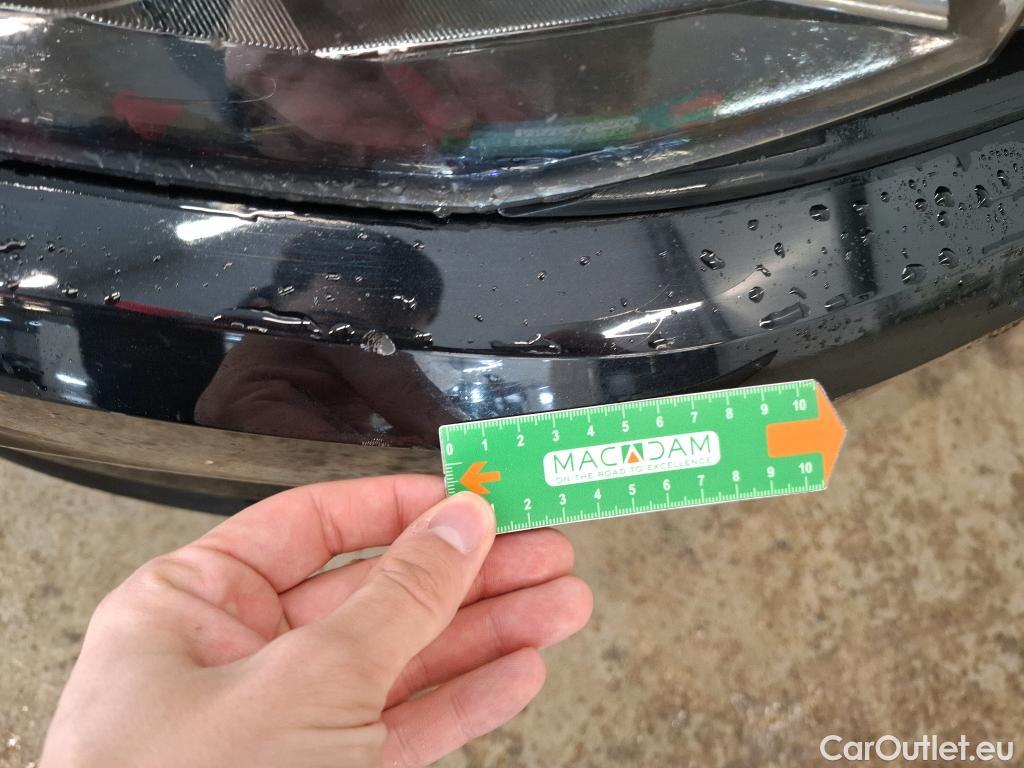 0 1 2 3 4 5 6 7 8 9 10
MACADAM
ON THE ROAD TO EXCELLENCE
1 2 3 4 5 6 7 8 9 10
CarOutlet.eu